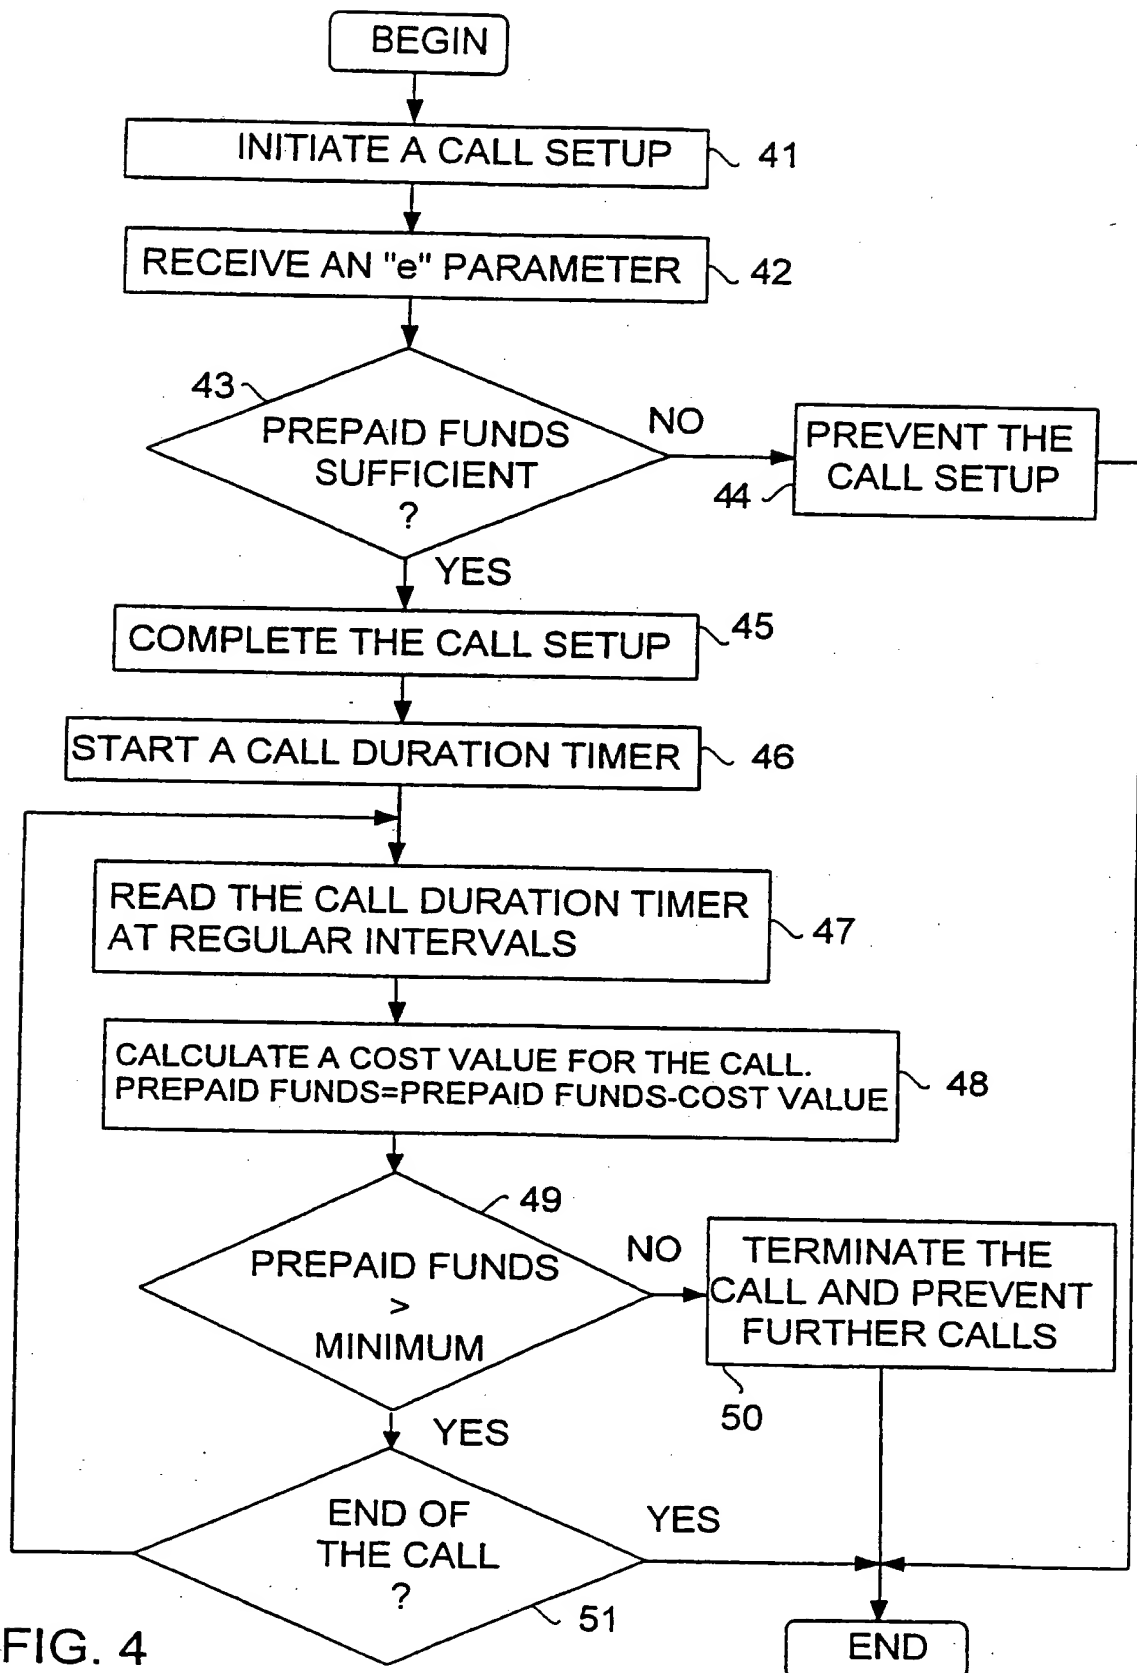 BEGIN
INITIATE A CALL SETUP
41
RECEIVE AN "e" PARAMETER
42
43
PREPAID FUNDS
SUFFICIENT
?
NO
PREVENT THE
CALL SETUP
44
YES
COMPLETE THE CALL SETUP
45
START A CALL DURATION TIMER
46
READ THE CALL DURATION TIMER
AT REGULAR INTERVALS
47
CALCULATE A COST VALUE FOR THE CALL.
PREPAID FUNDS=PREPAID FUNDS-COST VALUE
48
49
PREPAID FUNDS
>
MINIMUM
NO
TERMINATE THE
CALL AND PREVENT
FURTHER CALLS
50
YES
END OF
THE CALL
?
YES
51
END
FIG. 4